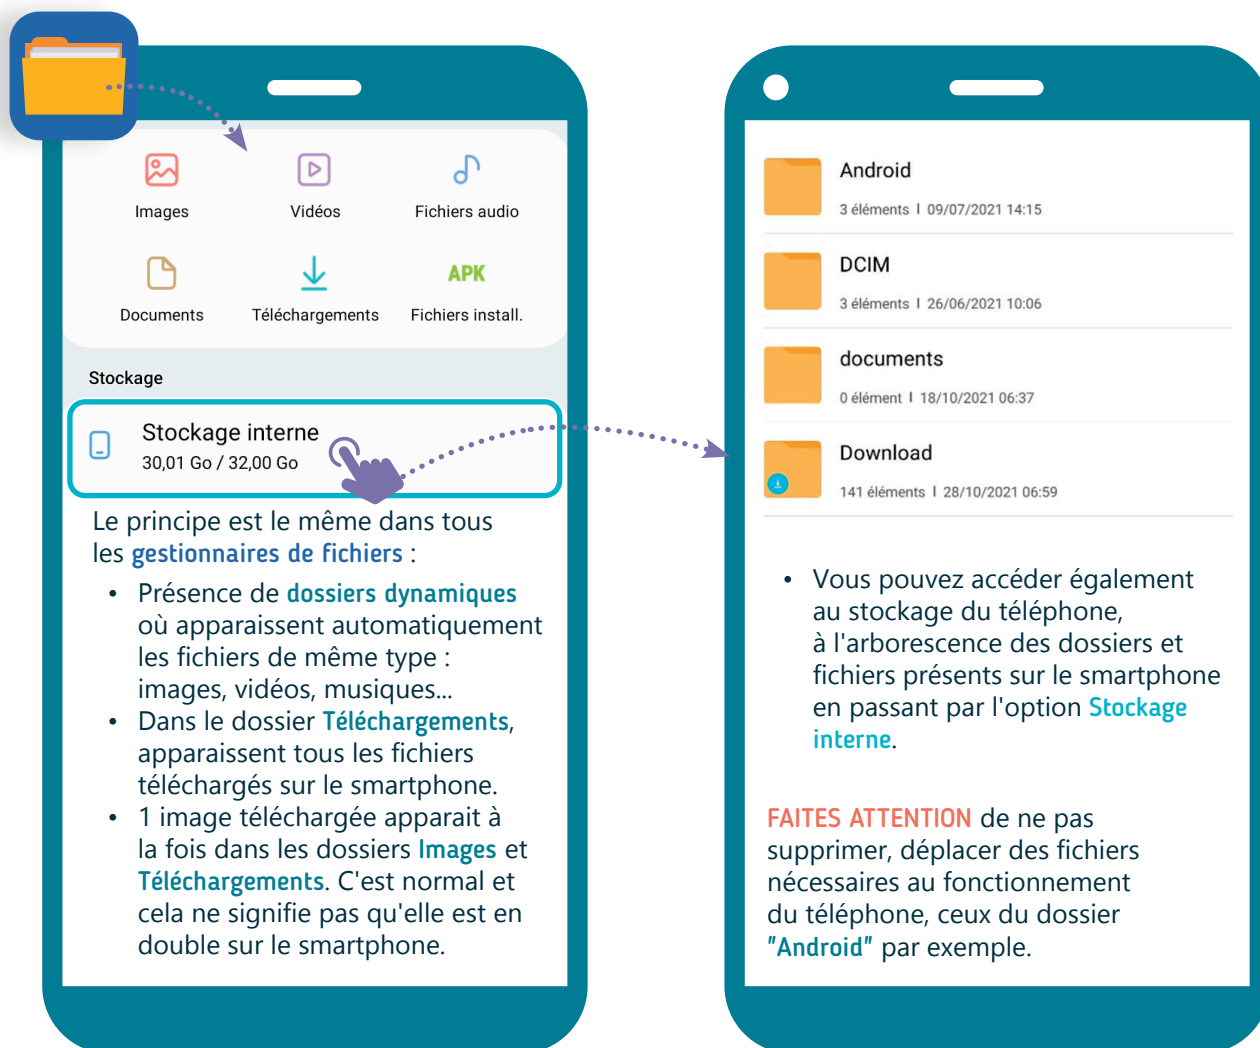 Images Vidéos Fichiers audio
APK
Documents Téléchargements Fichiers install.
Stockage
Stockage interne
30,01 Go / 32,00 Go
Le principe est le même dans tous
les gestionnaires de fichiers :
• Présence de dossiers dynamiques
où apparaissent automatiquement
les fichiers de même type :
images, vidéos, musiques...
• Dans le dossier Téléchargements,
apparaissent tous les fichiers
téléchargés sur le smartphone.
• 1 image téléchargée apparait à
la fois dans les dossiers Images et
Téléchargements. C'est normal et
cela ne signifie pas qu'elle est en
double sur le smartphone.
Android
3 éléments I 09/07/2021 14:15
DCIM
3 éléments I 26/06/2021 10:06
documents
0 élément I 18/10/2021 06:37
Download
141 éléments I 28/10/2021 06:59
• Vous pouvez accéder également
au stockage du téléphone,
à l'arborescence des dossiers et
fichiers présents sur le smartphone
en passant par l'option Stockage
interne.
FAITES ATTENTION de ne pas
supprimer, déplacer des fichiers
nécessaires au fonctionnement
du téléphone, ceux du dossier
"Android" par exemple.